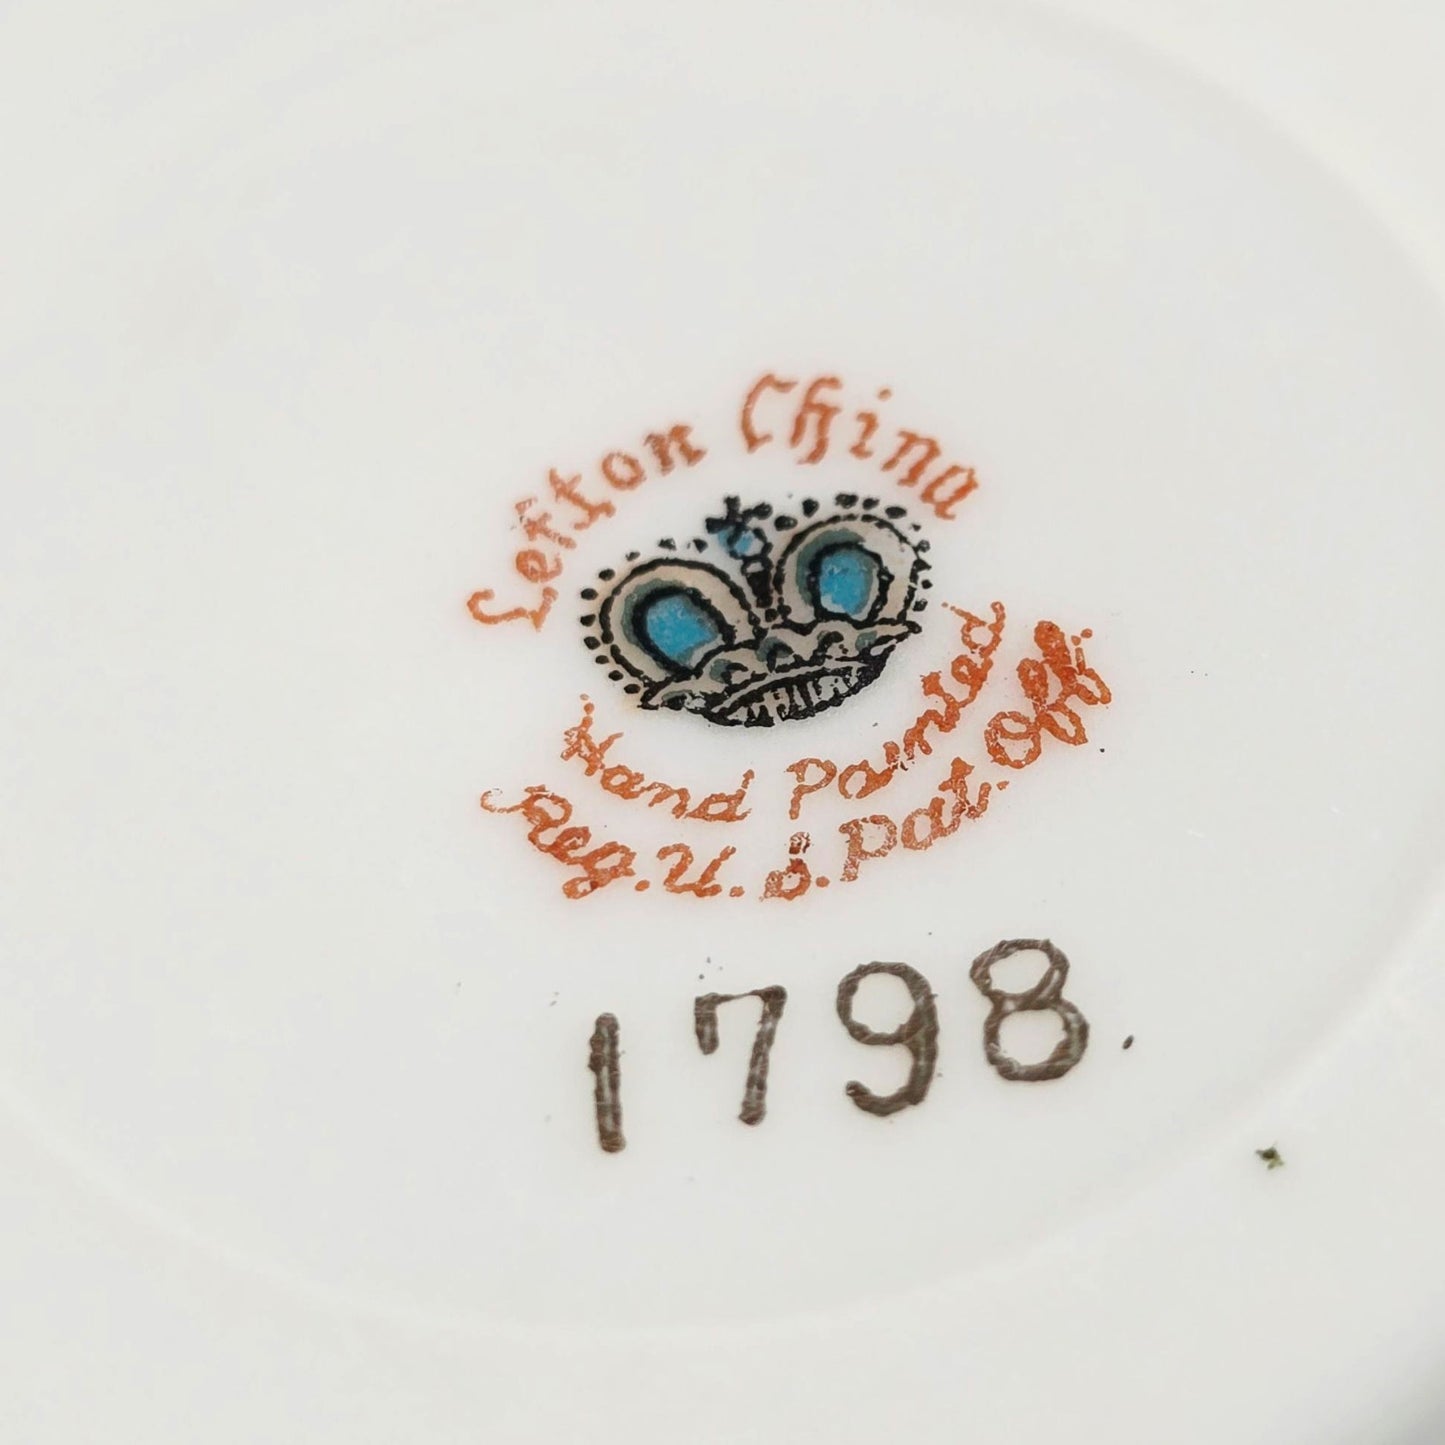 Lefton China
Hand Painted
Reg. U. S. Pat. Off.
1798